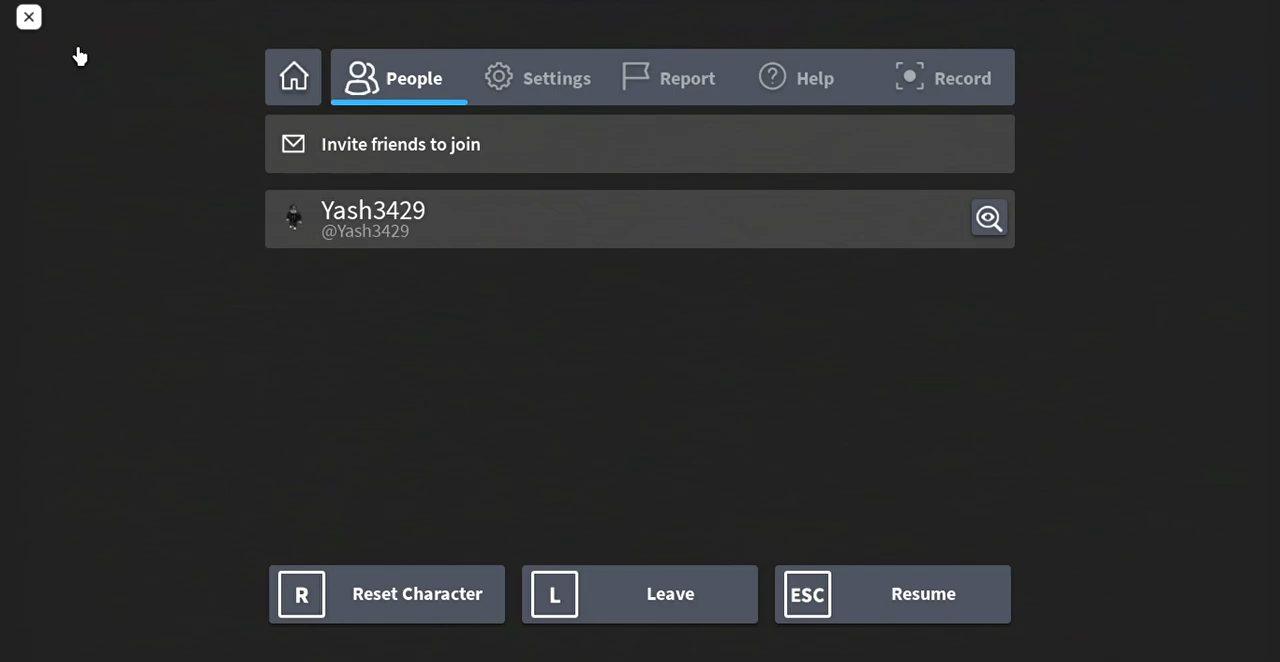 People
Settings
Report
Help
Record
Invite friends to join
Yash3429
@Yash3429
R
Reset Character
L
Leave
ESC
Resume